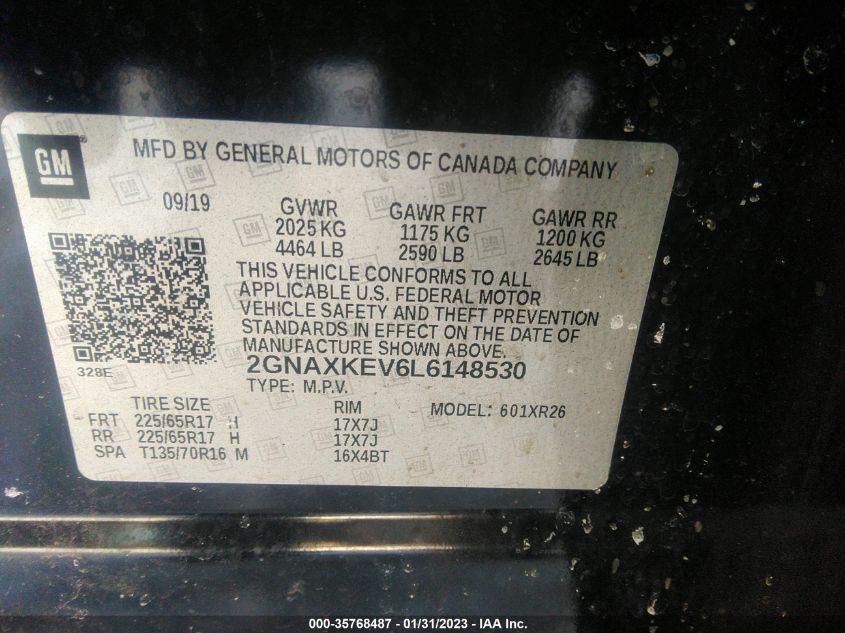 GM
MFD BY GENERAL MOTORS OF CANADA COMPANY
09/19
GVWR GAWR FRT GAWR RR
2025 KG 1175 KG 1200 KG
4464 LB 2590 LB 2645 LB
THIS VEHICLE CONFORMS TO ALL
APPLICABLE U.S. FEDERAL MOTOR
VEHICLE SAFETY AND THEFT PREVENTION
STANDARDS IN EFFECT ON THE DATE OF
MANUFACTURE SHOWN ABOVE.
328E
2GNAXKEV6L6148530
TYPE: M.P.V.
TIRE SIZE RIM MODEL: 601XR26
FRT 225/65R17 H 17X7J
RR 225/65R17 H 17X7J
SPA T135/70R16 M 16X4BT
000-35768487 - 01/31/2023 - IAA Inc.